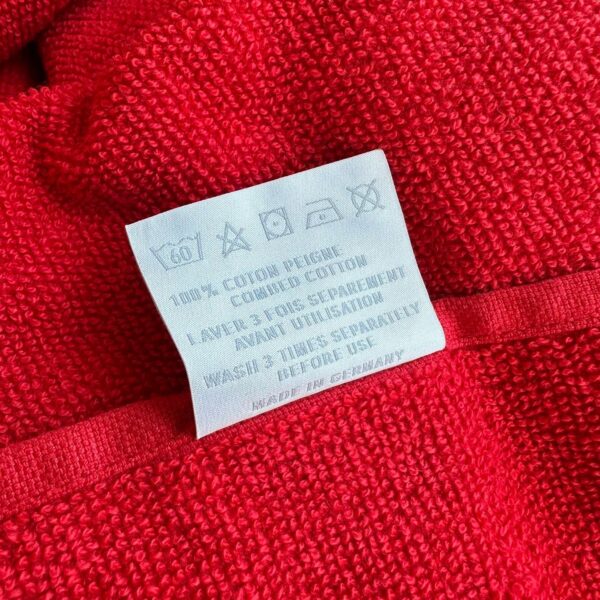 60
100% COTON PEIGNE
COMBED COTTON
LAVER 3 FOIS SEPAREMENT
AVANT UTILISATION
WASH 3 TIMES SEPARATELY
BEFORE USE
MADE IN GERMANY